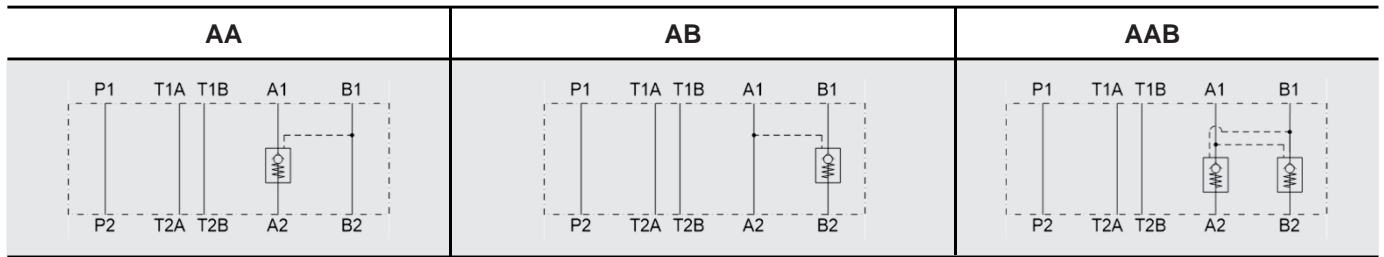 AA AB AAB
P1 T1A T1B A1 B1 P1 T1A T1B A1 B1 P1 T1A T1B A1 B1
P2 T2A T2B A2 B2 P2 T2A T2B A2 B2 P2 T2A T2B A2 B2